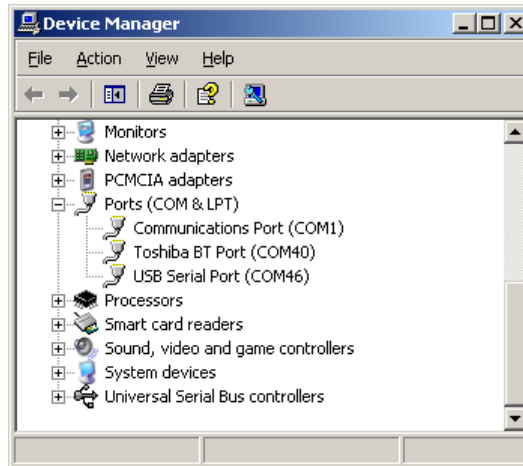 Device Manager
File Action View Help
Monitors
Network adapters
PCMCIA adapters
Ports (COM & LPT)
Communications Port (COM1)
Toshiba BT Port (COM40)
USB Serial Port (COM46)
Processors
Smart card readers
Sound, video and game controllers
System devices
Universal Serial Bus controllers